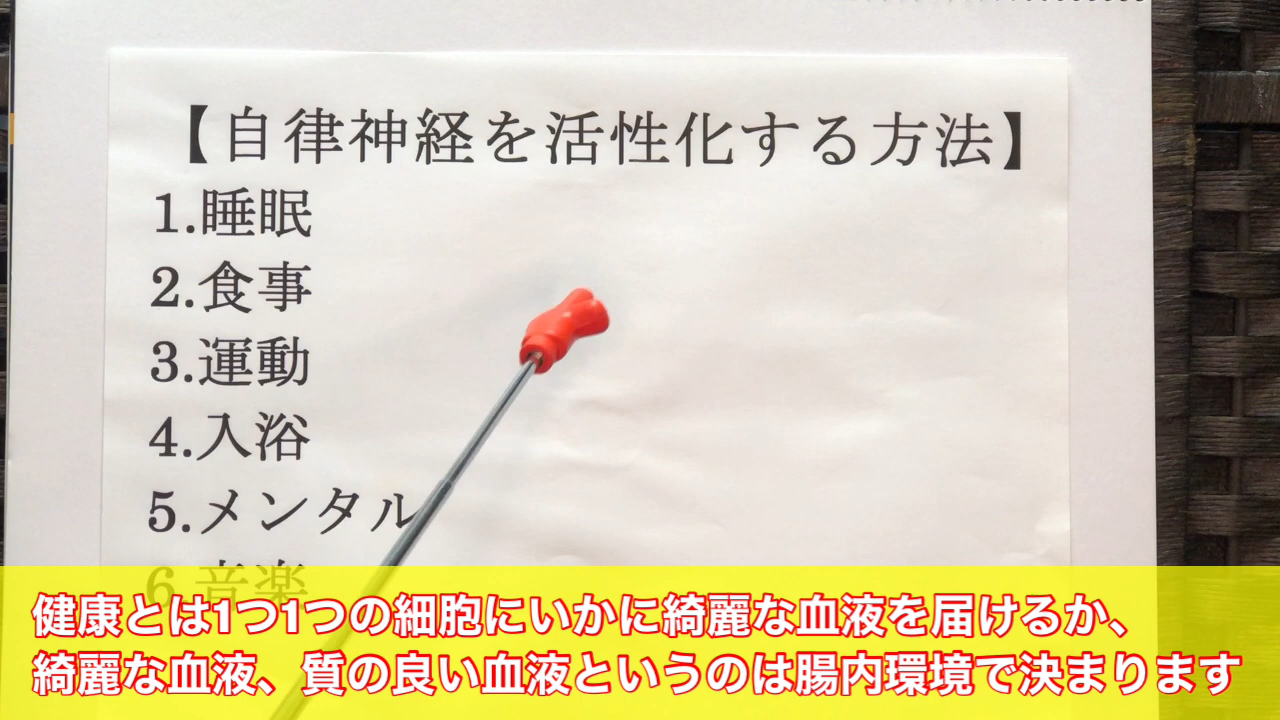 【自律神経を活性化する方法】
1.睡眠
2.食事
3.運動
4.入浴
5.メンタル
6.音楽
健康とは1つ1つの細胞にいかに綺麗な血液を届けるか、
綺麗な血液、質の良い血液というのは腸内環境で決まります